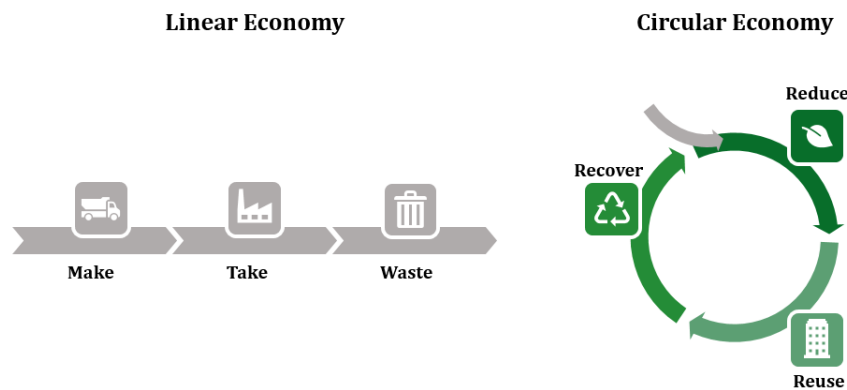 Linear Economy
Circular Economy
Reduce
Recover
Make
Take
Waste
Reuse